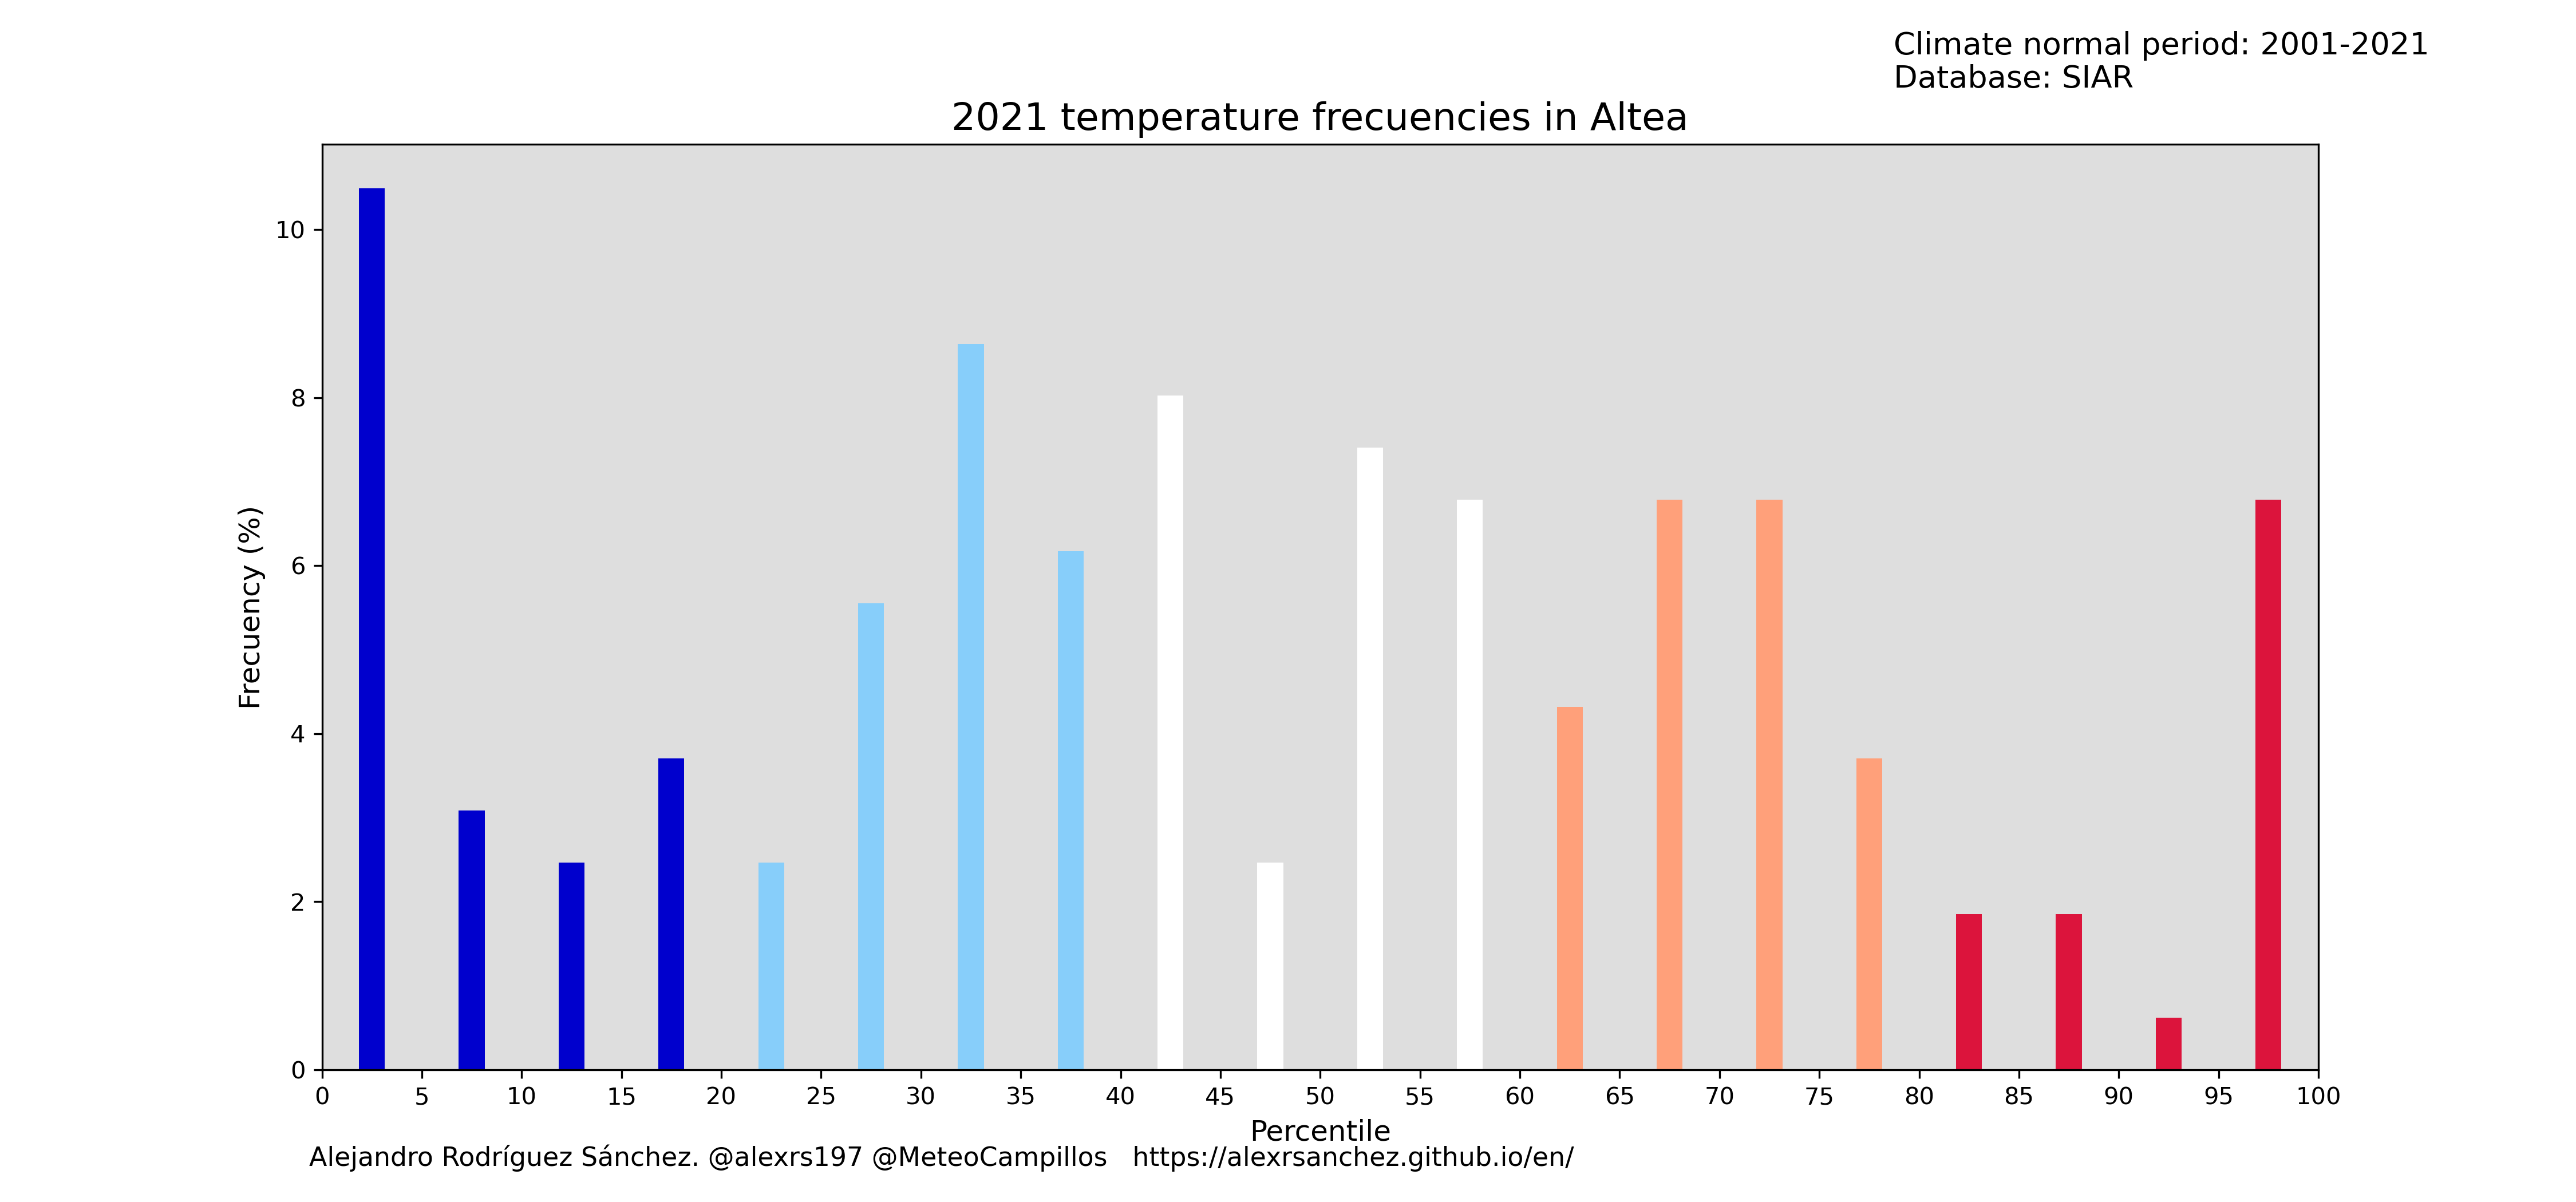 Climate normal period: 2001-2021
Database: SIAR
2021 temperature frecuencies in Altea
Frecuency (%)
10
8
6
4
2
0
0 5 10 15 20 25 30 35 40 45 50 55 60 65 70 75 80 85 90 95 100
Percentile
Alejandro Rodríguez Sánchez. @alexrs197 @MeteoCampillos https://alexrsanchez.github.io/en/